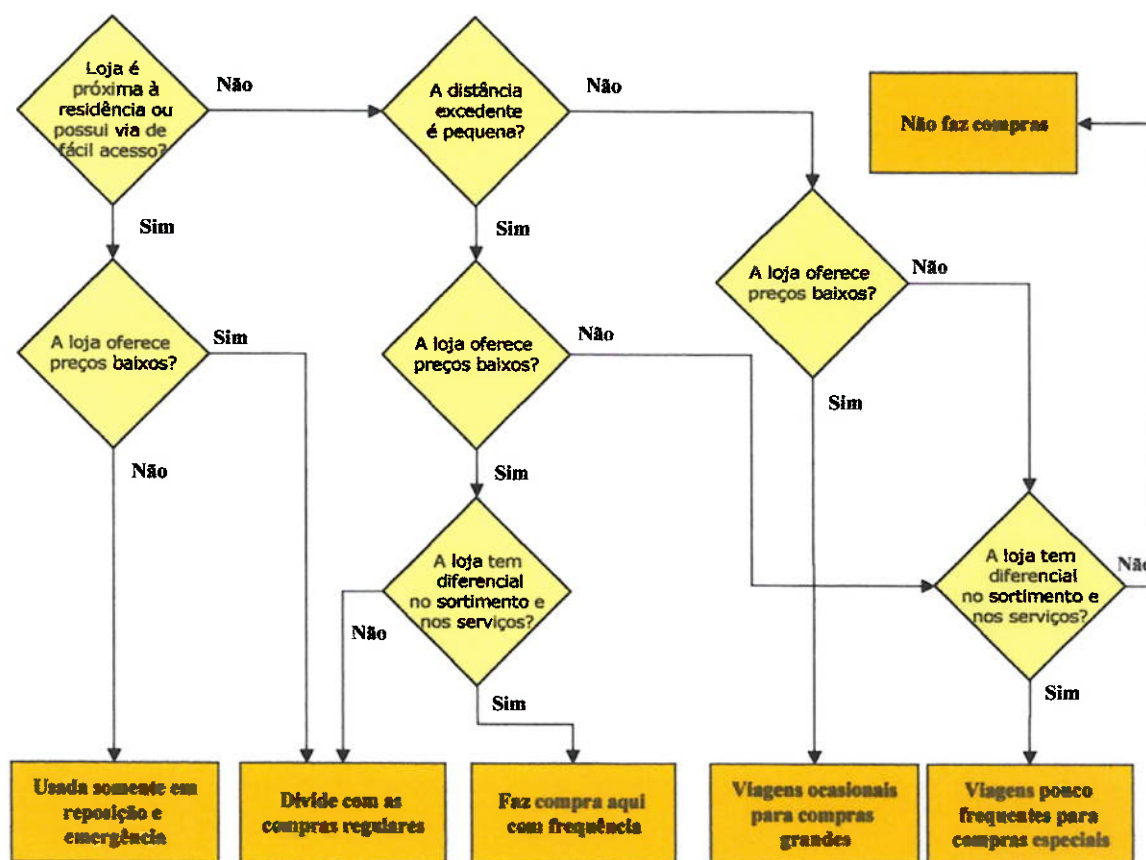 Loja é
próxima à
residência ou
possui via de
fácil acesso?
Não
A distância
excedente
é pequena?
Não
Não faz compras
Sim
Sim
A loja oferece
preços baixos?
Não
A loja oferece
preços baixos?
Sim
A loja oferece
preços baixos?
Não
Sim
Não
Sim
A loja tem
diferencial
no sortimento e
nos serviços?
Não
A loja tem
diferencial
no sortimento e
nos serviços?
Não
Sim
Sim
Usada somente em
reposição e
emergência
Divide com as
compras regulares
Faz compra aqui
com frequência
Viagens ocasionais
para compras
grandes
Viagens pouco
frequentes para
compras especiais